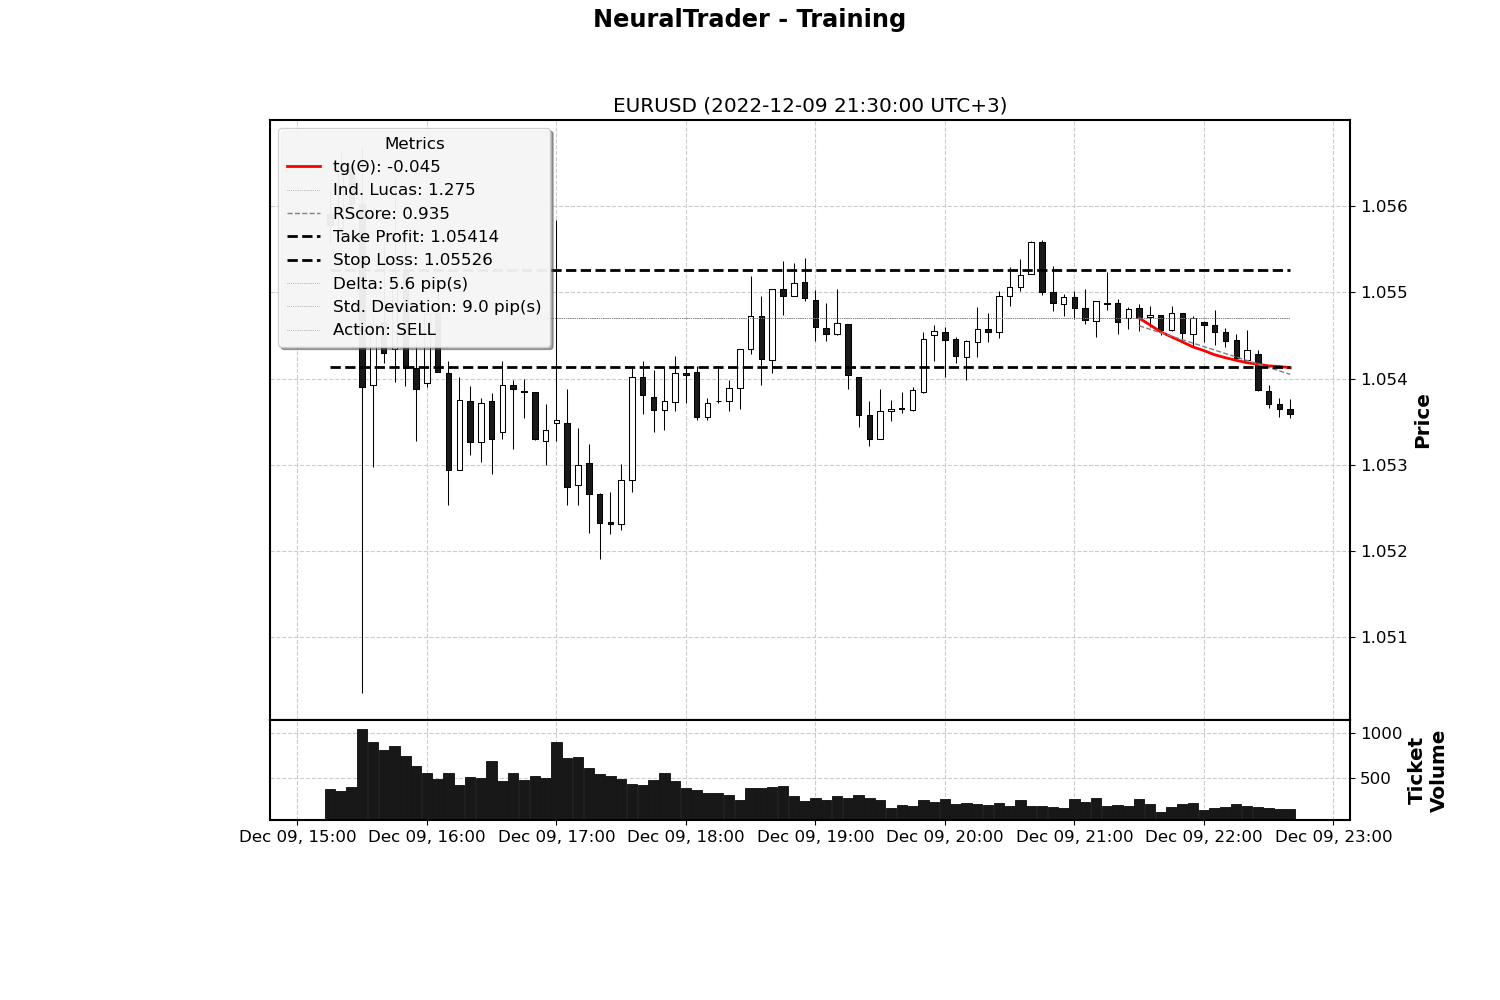 NeuralTrader - Training
EURUSD (2022-12-09 21:30:00 UTC+3)
Metrics
tg(Θ): -0.045
Ind. Lucas: 1.275
RScore: 0.935
Take Profit: 1.05414
Stop Loss: 1.05526
Delta: 5.6 pip(s)
Std. Deviation: 9.0 pip(s)
Action: SELL
1.056
1.055
1.054
1.053
1.052
1.051
Price
1000
500
Ticket
Volume
Dec 09, 15:00
Dec 09, 16:00
Dec 09, 17:00
Dec 09, 18:00
Dec 09, 19:00
Dec 09, 20:00
Dec 09, 21:00
Dec 09, 22:00
Dec 09, 23:00